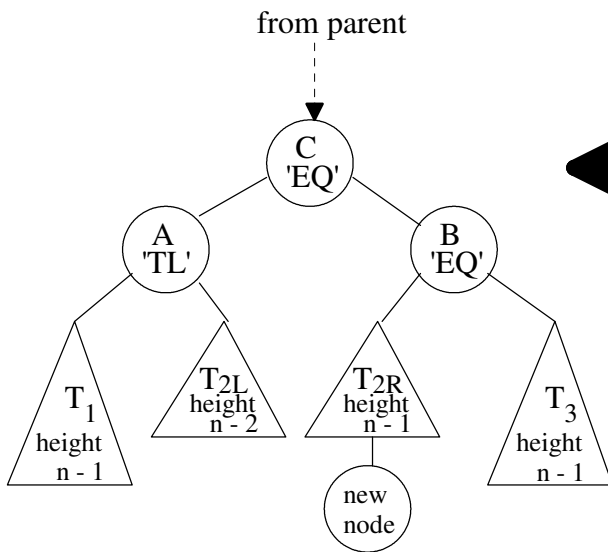 from parent
C
'EQ'
A
'TL'
B
'EQ'
T1
height
n - 1
T2L
height
n - 2
T2R
height
n - 1
T3
height
n - 1
new
node